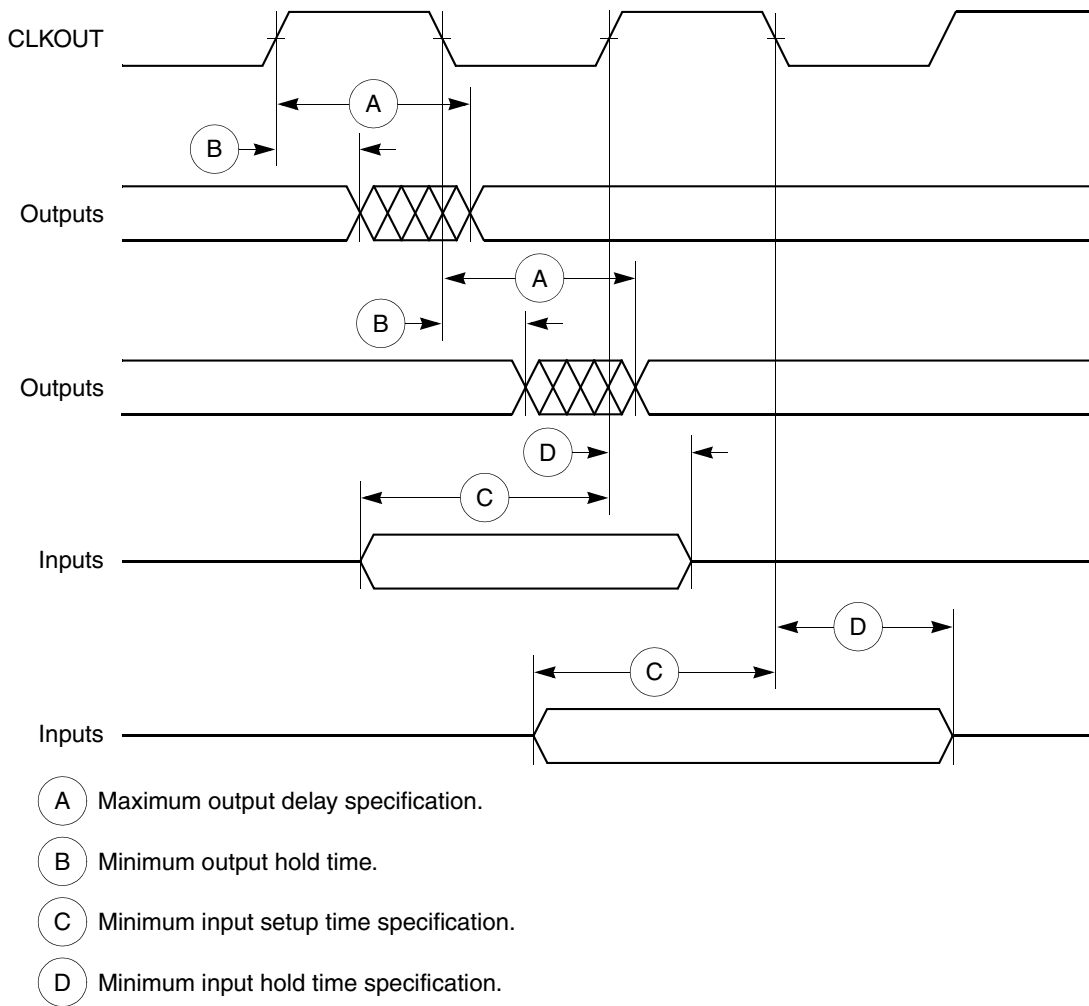 CLKOUT
A
B
Outputs
A
B
Outputs
D
C
Inputs
D
C
Inputs
A Maximum output delay specification.
B Minimum output hold time.
C Minimum input setup time specification.
D Minimum input hold time specification.